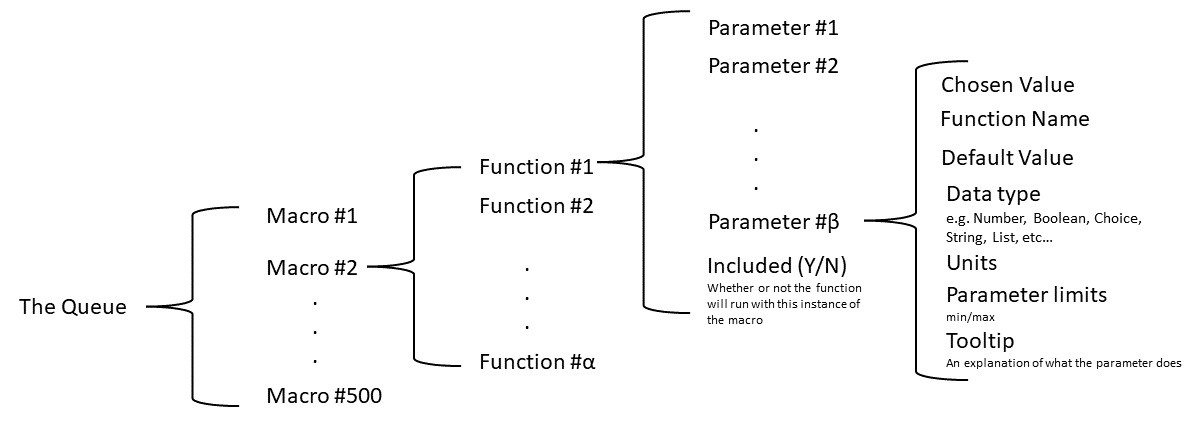 The Queue
Macro #1
Macro #2
.
.
.
Macro #500
Function #1
Function #2
.
.
.
Function #α
Parameter #1
Parameter #2
.
.
.
Parameter #β
Included (Y/N)
Whether or not the function
will run with this instance of
the macro
Chosen Value
Function Name
Default Value
Data type
e.g. Number, Boolean, Choice,
String, List, etc...
Units
Parameter limits
min/max
Tooltip
An explanation of what the parameter does